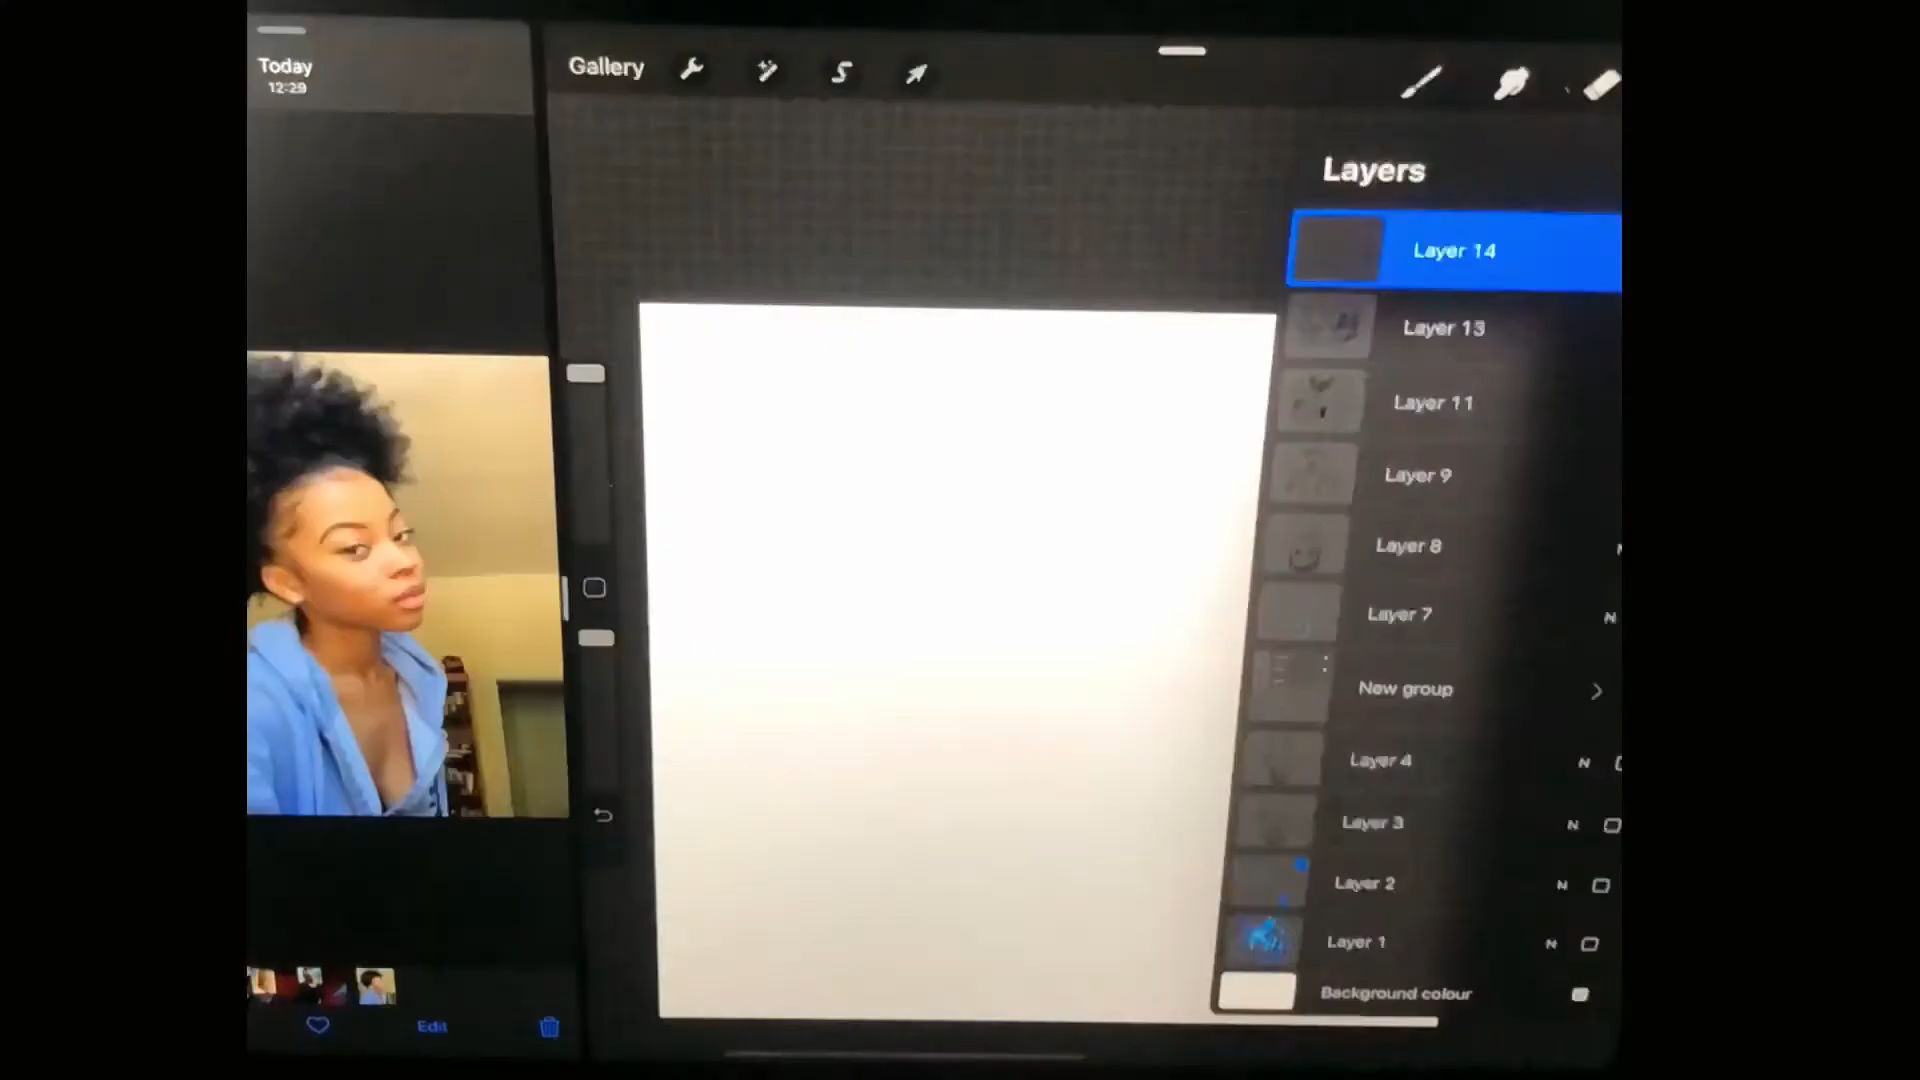 Today
12:29
Gallery
Layers
Layer 14
Layer 13
Layer 11
Layer 9
Layer 8
Layer 7
N
New group
Layer 4
N
Layer 3
N
Layer 2
N
Layer 1
N
Background colour
Edit